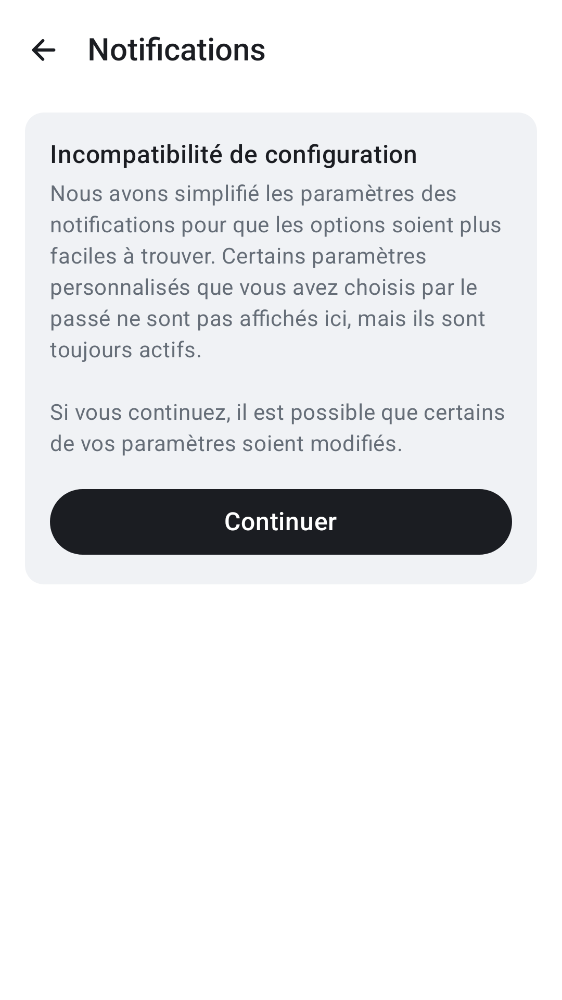 Notifications
Incompatibilité de configuration
Nous avons simplifié les paramètres des
notifications pour que les options soient plus
faciles à trouver. Certains paramètres
personnalisés que vous avez choisis par le
passé ne sont pas affichés ici, mais ils sont
toujours actifs.
Si vous continuez, il est possible que certains
de vos paramètres soient modifiés.
Continuer